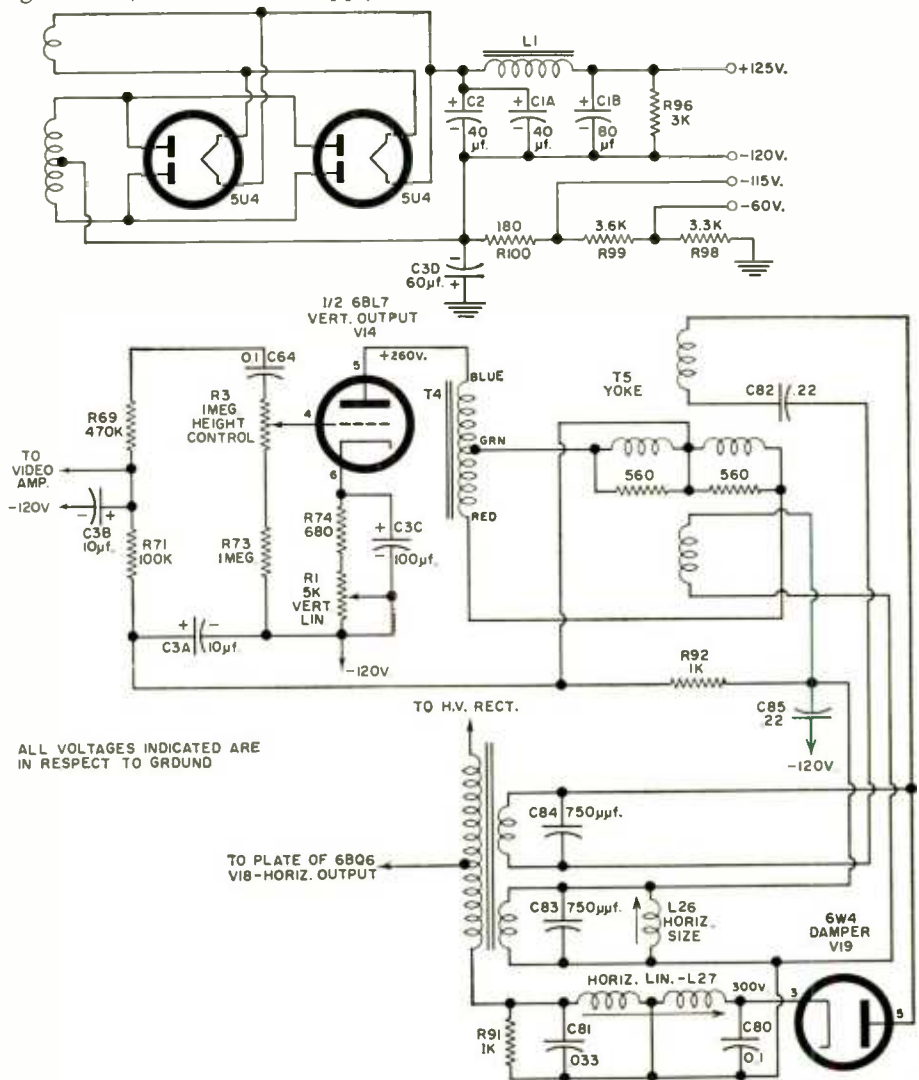 L1
+125V.
+ C2
- 40
µf.
+ C1A
- 40
µf.
+ C1B
- 80
µf.
R96
3K
-120V.
-115V.
-60V.
5U4
5U4
180
R100
3.6K
R99
3.3K
R98
-
C3D
60µf. +
1/2 6BL7
VERT. OUTPUT
V14
0.1 C64
5
+260V.
BLUE
T4
T5
YOKE
C82 .22
R3
1MEG
HEIGHT
CONTROL
4
R69
470K
GRN
TO
VIDEO
AMP.
560
560
6
-120V
- +
C3B
10µf.
R71
100K
R73
1MEG
R74
680
+ C3C
- 100µf.
RED
R1
5K
VERT
LIN
+ -
C3A 10µf.
-120V
R92
1K
TO H.V. RECT.
C85
.22
-120V
ALL VOLTAGES INDICATED ARE
IN RESPECT TO GROUND
C84 750µµf.
TO PLATE OF 6BQ6
V18-HORIZ. OUTPUT
C83 750µµf.
L26
HORIZ
SIZE
6W4
DAMPER
V19
HORIZ. LIN.-L27
300V
3
5
R91
1K
C81
.033
C80
0.1